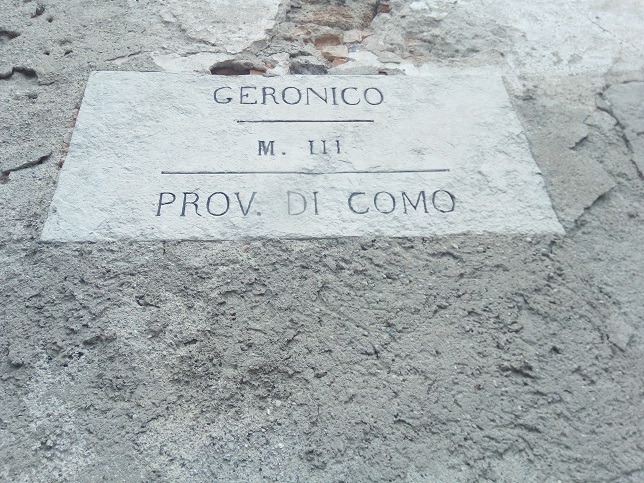 GERONICO
M. III
PROV. DI COMO